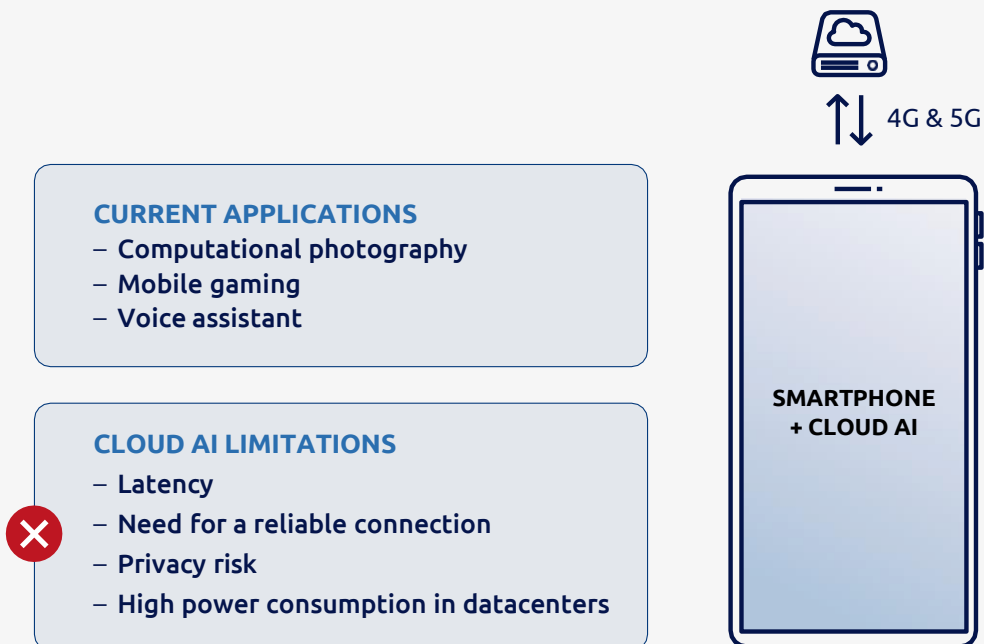 4G & 5G
CURRENT APPLICATIONS
– Computational photography
– Mobile gaming
– Voice assistant
SMARTPHONE
+ CLOUD AI
CLOUD AI LIMITATIONS
– Latency
– Need for a reliable connection
– Privacy risk
– High power consumption in datacenters